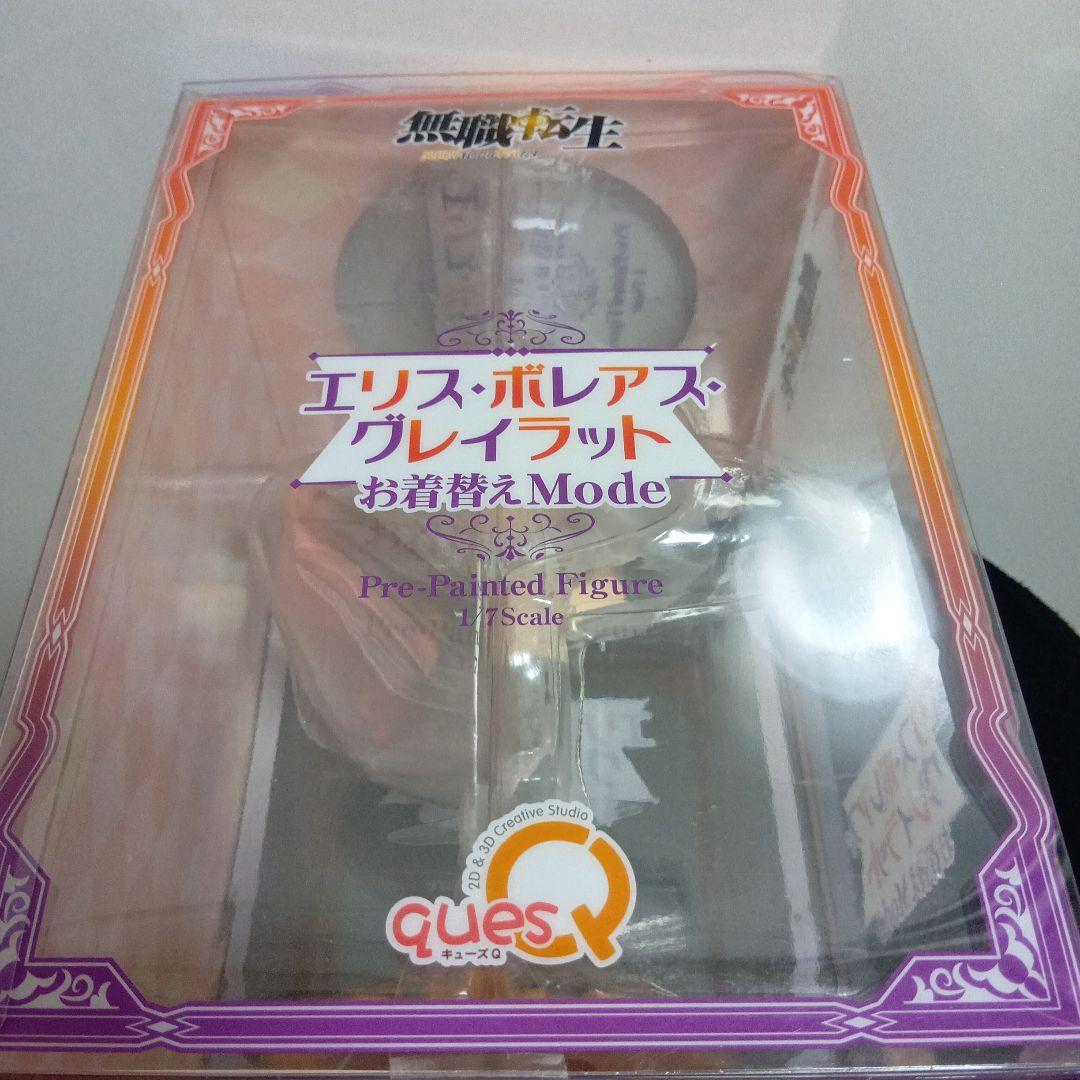 無職転生
エリス・ボレアス・
グレイラット
お着替えMode
Pre-Painted Figure
1/7Scale
2D & 3D Creative Studio
quesQ
キューズQ